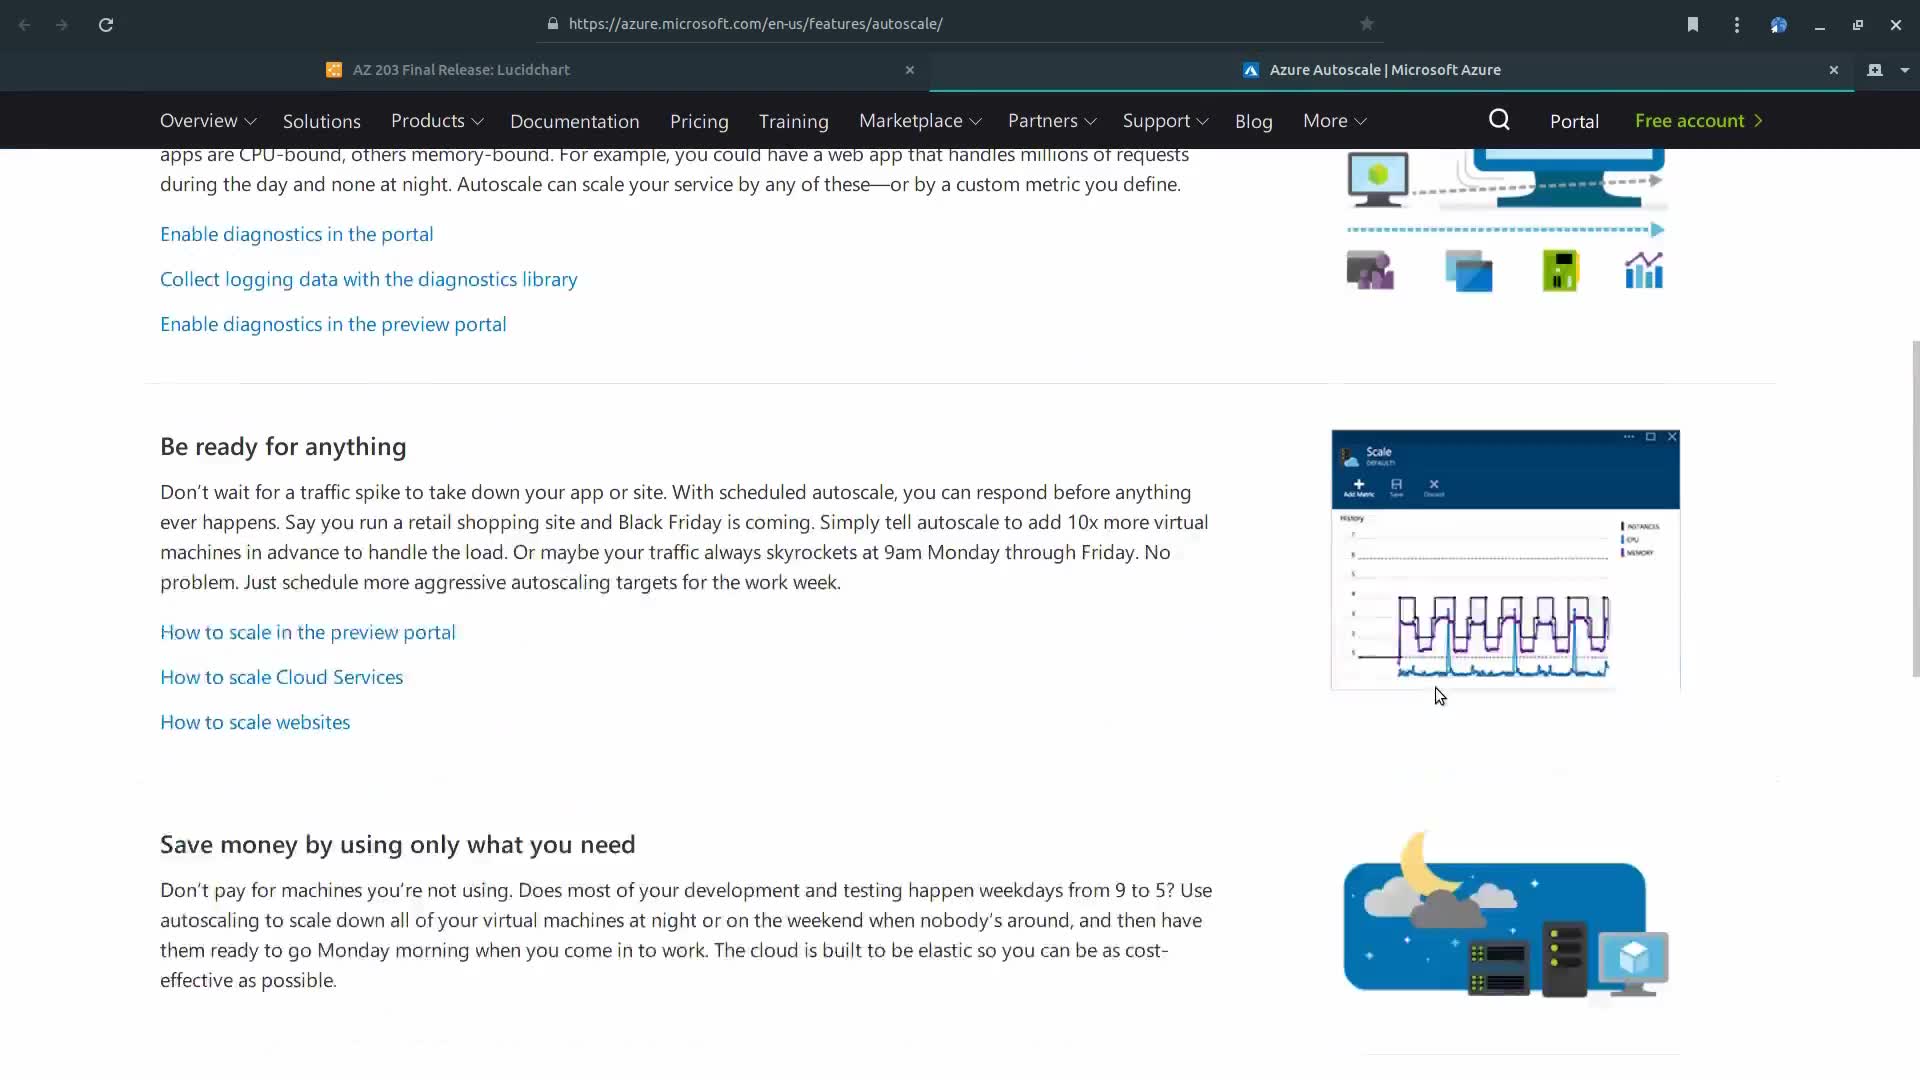 https://azure.microsoft.com/en-us/features/autoscale/
AZ 203 Final Release: Lucidchart
Azure Autoscale | Microsoft Azure
Overview Solutions Products Documentation Pricing Training Marketplace Partners Support Blog More Portal Free account
apps are CPU-bound, others memory-bound. For example, you could have a web app that handles millions of requests
during the day and none at night. Autoscale can scale your service by any of these—or by a custom metric you define.
Enable diagnostics in the portal
Collect logging data with the diagnostics library
Enable diagnostics in the preview portal
Be ready for anything
Don't wait for a traffic spike to take down your app or site. With scheduled autoscale, you can respond before anything
ever happens. Say you run a retail shopping site and Black Friday is coming. Simply tell autoscale to add 10x more virtual
machines in advance to handle the load. Or maybe your traffic always skyrockets at 9am Monday through Friday. No
problem. Just schedule more aggressive autoscaling targets for the work week.
How to scale in the preview portal
How to scale Cloud Services
How to scale websites
Scale
DEFAULT1
Add Metric Save Discard
History
INSTANCES
CPU
MEMORY
Save money by using only what you need
Don't pay for machines you're not using. Does most of your development and testing happen weekdays from 9 to 5? Use
autoscaling to scale down all of your virtual machines at night or on the weekend when nobody's around, and then have
them ready to go Monday morning when you come in to work. The cloud is built to be elastic so you can be as cost-
effective as possible.